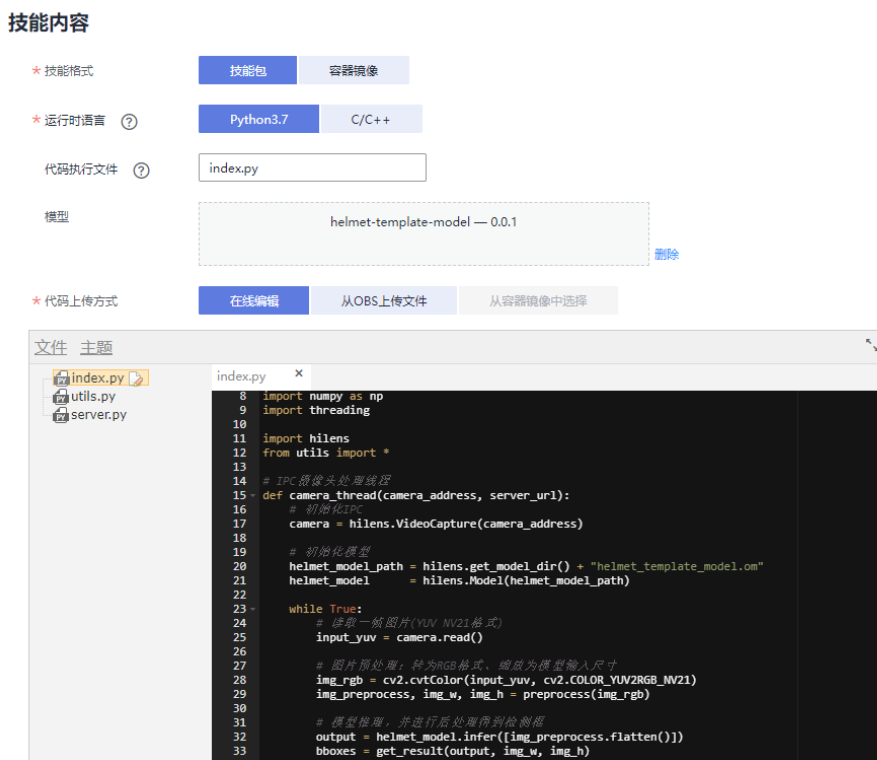 技能内容
* 技能格式 技能包 容器镜像
* 运行时语言 ? Python3.7 C/C++
代码执行文件 ? index.py
模型 helmet-template-model — 0.0.1
删除
* 代码上传方式 在线编辑 从OBS上传文件 从容器镜像中选择
文件 主题
index.py
utils.py
server.py
index.py ×
8 import numpy as np
9 import threading
10
11 import hilens
12 from utils import *
13
14 # IPC摄像头处理线程
15 def camera_thread(camera_address, server_url):
16 # 初始化IPC
17 camera = hilens.VideoCapture(camera_address)
18
19 # 初始化模型
20 helmet_model_path = hilens.get_model_dir() + "helmet_template_model.om"
21 helmet_model = hilens.Model(helmet_model_path)
22
23 while True:
24 # 读取一帧图片(YUV NV21格式)
25 input_yuv = camera.read()
26
27 # 图片预处理：转为RGB格式、缩放为模型输入尺寸
28 img_rgb = cv2.cvtColor(input_yuv, cv2.COLOR_YUV2RGB_NV21)
29 img_preprocess, img_w, img_h = preprocess(img_rgb)
30
31 # 模型推理，并进行后处理得到检测框
32 output = helmet_model.infer([img_preprocess.flatten()])
33 bboxes = get_result(output, img_w, img_h)